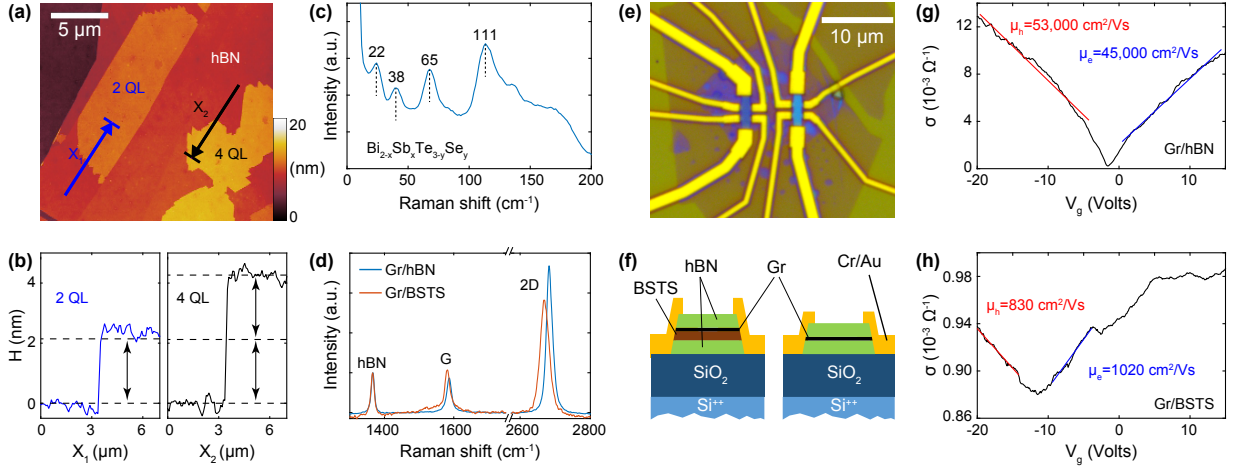 (a)
5 μm
hBN
2 QL
X₁
X₂
4 QL
20
(nm)
0
(b)
2 QL
4 QL
H (nm)
4
2
0
0 3 6
0 3 6
X₁ (μm)
X₂ (μm)
(c)
22
38
65
111
Intensity (a.u.)
Bi₂₋ₓSbₓTe₃₋ᵧSeᵧ
10 50 100 150 200
Raman shift (cm⁻¹)
(d)
Gr/hBN
Gr/BSTS
2D
hBN
G
Intensity (a.u.)
1400 1600 2660 2800
Raman shift (cm⁻¹)
(e)
10 μm
(f)
hBN
Gr
Cr/Au
BSTS
SiO₂
SiO₂
Si⁺⁺
Si⁺⁺
(g)
μₕ=53,000 cm²/Vs
μₑ=45,000 cm²/Vs
σ (10⁻³ Ω⁻¹)
12
8
4
0
Gr/hBN
-20 -10 0 10
V_g (Volts)
(h)
μₕ=830 cm²/Vs
μₑ=1020 cm²/Vs
σ (10⁻³ Ω⁻¹)
0.98
0.94
0.90
0.86
Gr/BSTS
-20 -10 0 10
V_g (Volts)